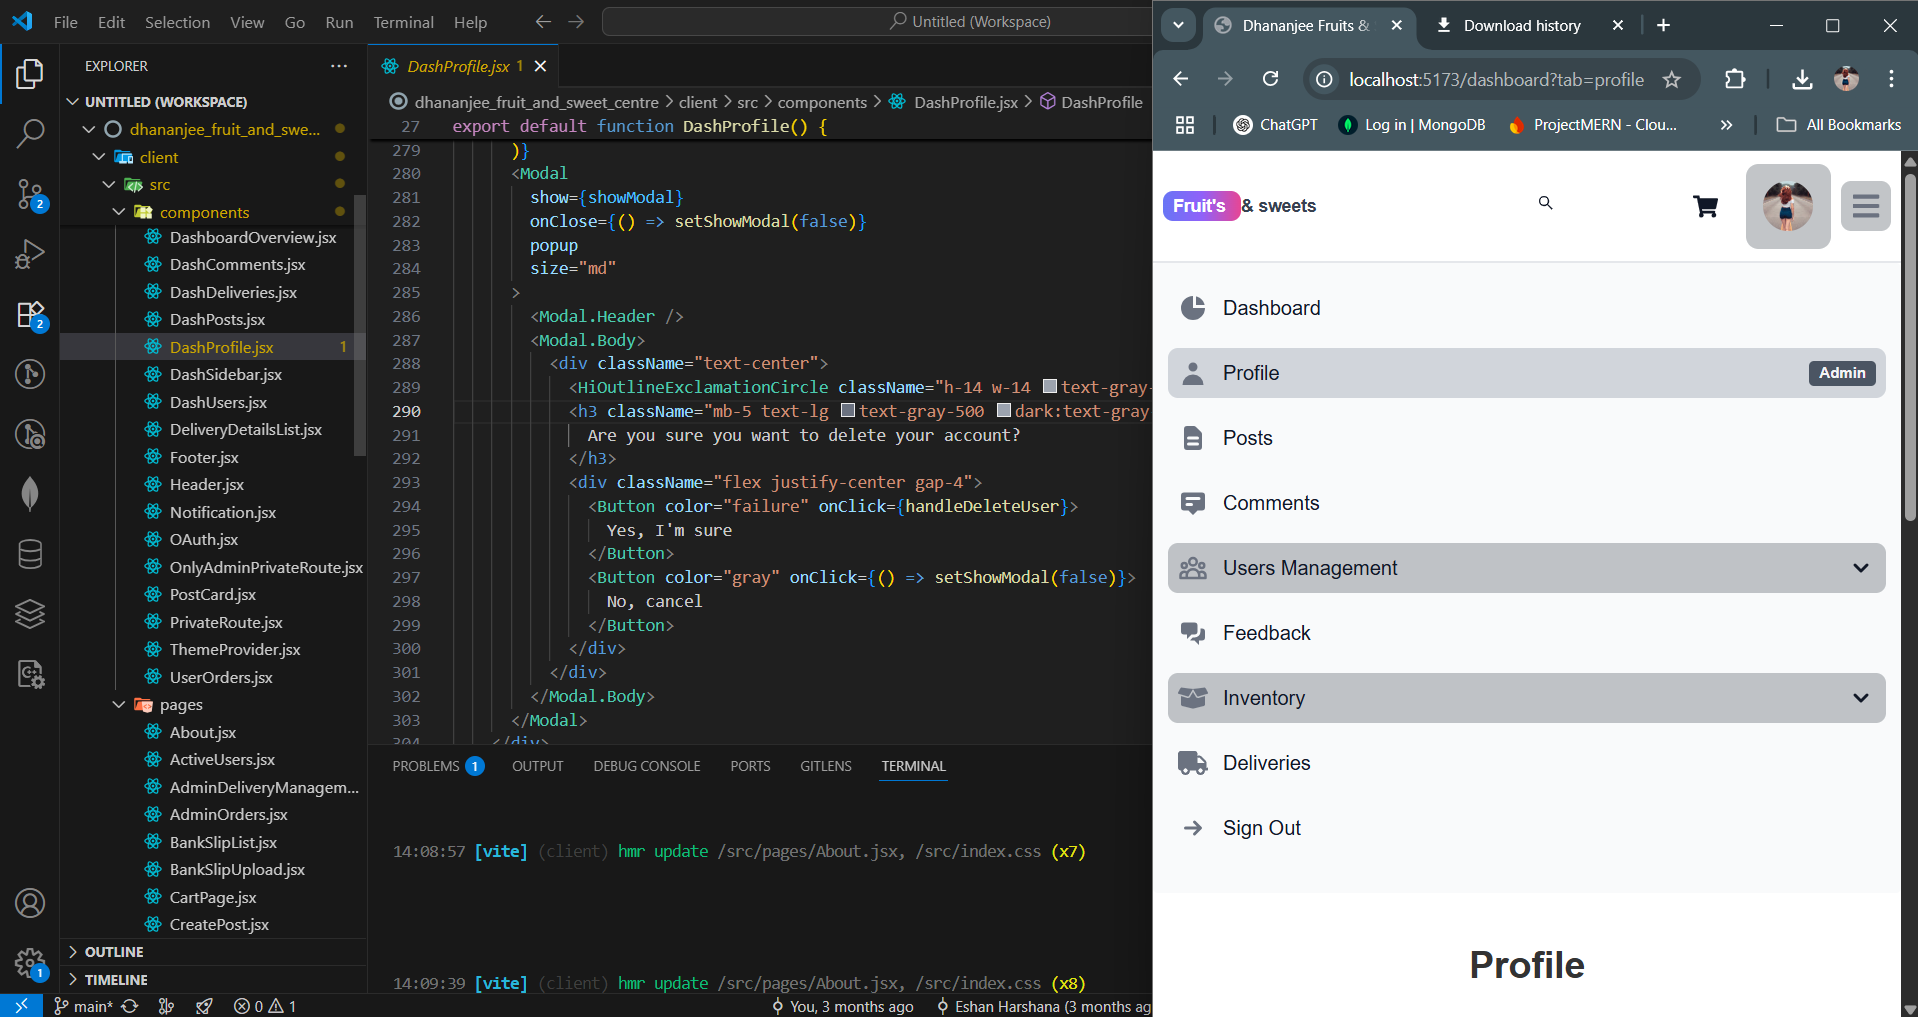 File Edit Selection View Go Run Terminal Help
Untitled (Workspace)
EXPLORER
UNTITLED (WORKSPACE)
dhananjee_fruit_and_swe...
client
src
components
DashboardOverview.jsx
DashComments.jsx
DashDeliveries.jsx
DashPosts.jsx
DashProfile.jsx 1
DashSidebar.jsx
DashUsers.jsx
DeliveryDetailsList.jsx
Footer.jsx
Header.jsx
Notification.jsx
OAuth.jsx
OnlyAdminPrivateRoute.jsx
PostCard.jsx
PrivateRoute.jsx
ThemeProvider.jsx
UserOrders.jsx
pages
About.jsx
ActiveUsers.jsx
AdminDeliveryManagem...
AdminOrders.jsx
BankSlipList.jsx
BankSlipUpload.jsx
CartPage.jsx
CreatePost.jsx
OUTLINE
TIMELINE
2
2
1
DashProfile.jsx 1
dhananjee_fruit_and_sweet_centre > client > src > components > DashProfile.jsx > DashProfile
27 export default function DashProfile() {
279 )}
280 <Modal
281 show={showModal}
282 onClose={() => setShowModal(false)}
283 popup
284 size="md"
285 >
286 <Modal.Header />
287 <Modal.Body>
288 <div className="text-center">
289 <HiOutlineExclamationCircle className="h-14 w-14 text-gray-
290 <h3 className="mb-5 text-lg text-gray-500 dark:text-gray
291 Are you sure you want to delete your account?
292 </h3>
293 <div className="flex justify-center gap-4">
294 <Button color="failure" onClick={handleDeleteUser}>
295 Yes, I'm sure
296 </Button>
297 <Button color="gray" onClick={() => setShowModal(false)}>
298 No, cancel
299 </Button>
300 </div>
301 </div>
302 </Modal.Body>
303 </Modal>
304 </div>
PROBLEMS 1 OUTPUT DEBUG CONSOLE PORTS GITLENS TERMINAL
14:08:57 [vite] (client) hmr update /src/pages/About.jsx, /src/index.css (x7)
14:09:39 [vite] (client) hmr update /src/pages/About.jsx, /src/index.css (x8)
main* 0 1 You, 3 months ago Eshan Harshana (3 months ag
Dhananjee Fruits &
Download history
localhost:5173/dashboard?tab=profile
ChatGPT Log in | MongoDB ProjectMERN - Clou... » All Bookmarks
Fruit's & sweets
Dashboard
Profile Admin
Posts
Comments
Users Management
Feedback
Inventory
Deliveries
Sign Out
Profile